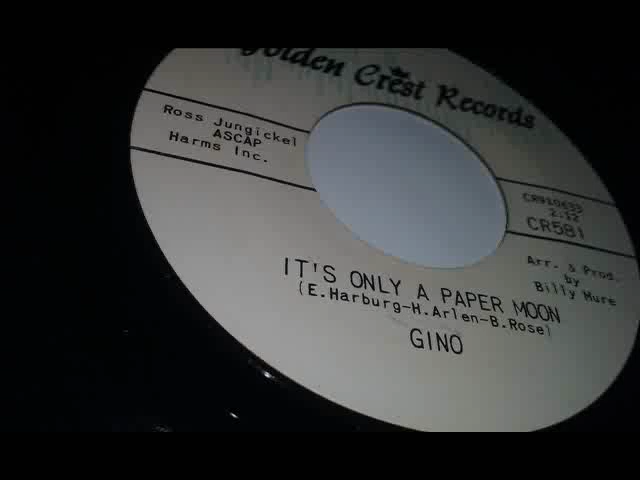 Golden Crest Records
Ross Jungickel
ASCAP
Harms Inc.
CR910633
2:12
CR581
Arr. & Prod.
by
Billy Mure
IT'S ONLY A PAPER MOON
(E.Harburg-H.Arlen-B.Rose)
GINO